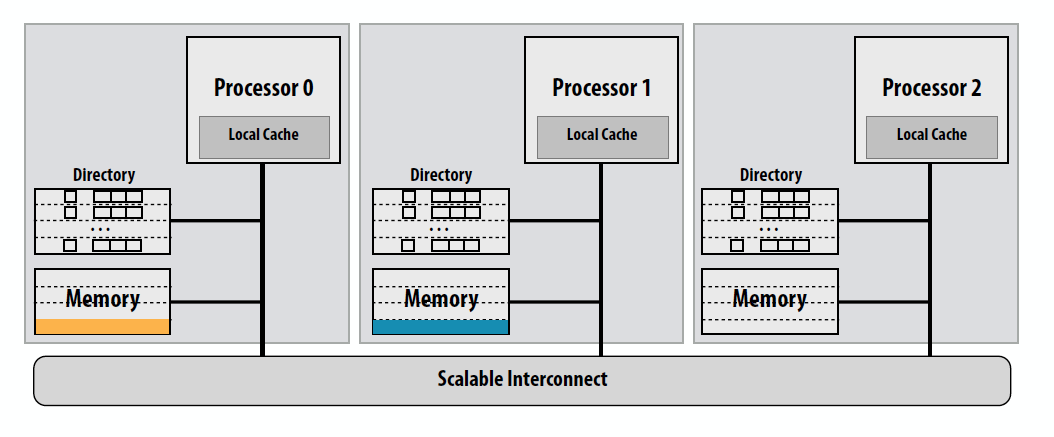 Processor 0
Local Cache
Directory
...
Memory
Processor 1
Local Cache
Directory
...
Memory
Processor 2
Local Cache
Directory
...
Memory
Scalable Interconnect